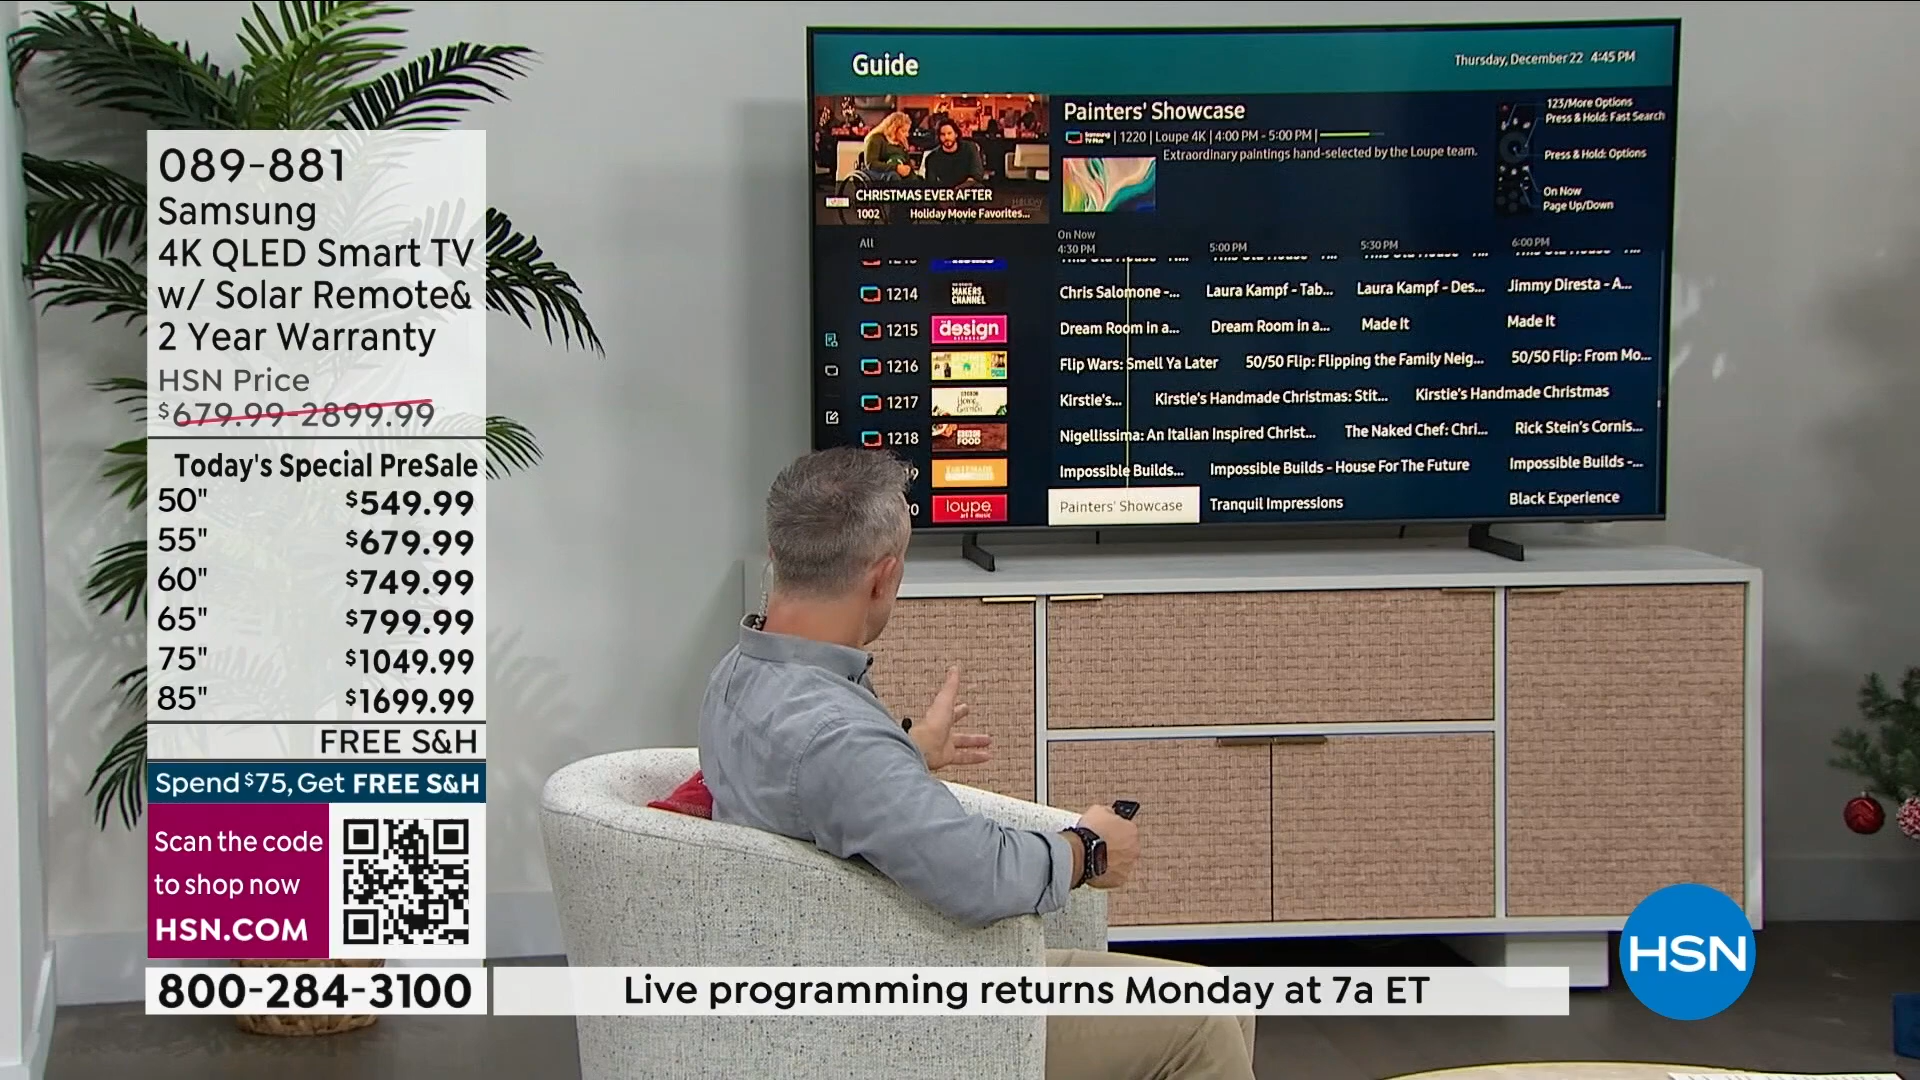 089-881
Samsung
4K QLED Smart TV
w/ Solar Remote&
2 Year Warranty
HSN Price
$679.99-2899.99
Today's Special PreSale
50" $549.99
55" $679.99
60" $749.99
65" $799.99
75" $1049.99
85" $1699.99
FREE S&H
Spend $75, Get FREE S&H
Scan the code
to shop now
HSN.COM
800-284-3100
Live programming returns Monday at 7a ET
HSN
Guide
Thursday, December 22 4:45 PM
CHRISTMAS EVER AFTER
1002 Holiday Movie Favorites...
Painters' Showcase
Samsung TV Plus | 1220 | Loupe 4K | 4:00 PM - 5:00 PM |
Extraordinary paintings hand-selected by the Loupe team.
123/More Options
Press & Hold: Fast Search
Press & Hold: Options
On Now
Page Up/Down
All
On Now
4:30 PM 5:00 PM 5:30 PM 6:00 PM
1214 MAKERS CHANNEL Chris Salomone -... Laura Kampf - Tab... Laura Kampf - Des... Jimmy Diresta - A...
1215 design Dream Room in a... Dream Room in a... Made It Made It
1216 Flip Wars: Smell Ya Later 50/50 Flip: Flipping the Family Neig... 50/50 Flip: From Mo...
1217 Kirstie's... Kirstie's Handmade Christmas: Stit... Kirstie's Handmade Christmas
1218 FOOD Nigellissima: An Italian Inspired Christ... The Naked Chef: Chri... Rick Stein's Cornis...
9 Impossible Builds... Impossible Builds - House For The Future Impossible Builds -...
0 loupe Painters' Showcase Tranquil Impressions Black Experience